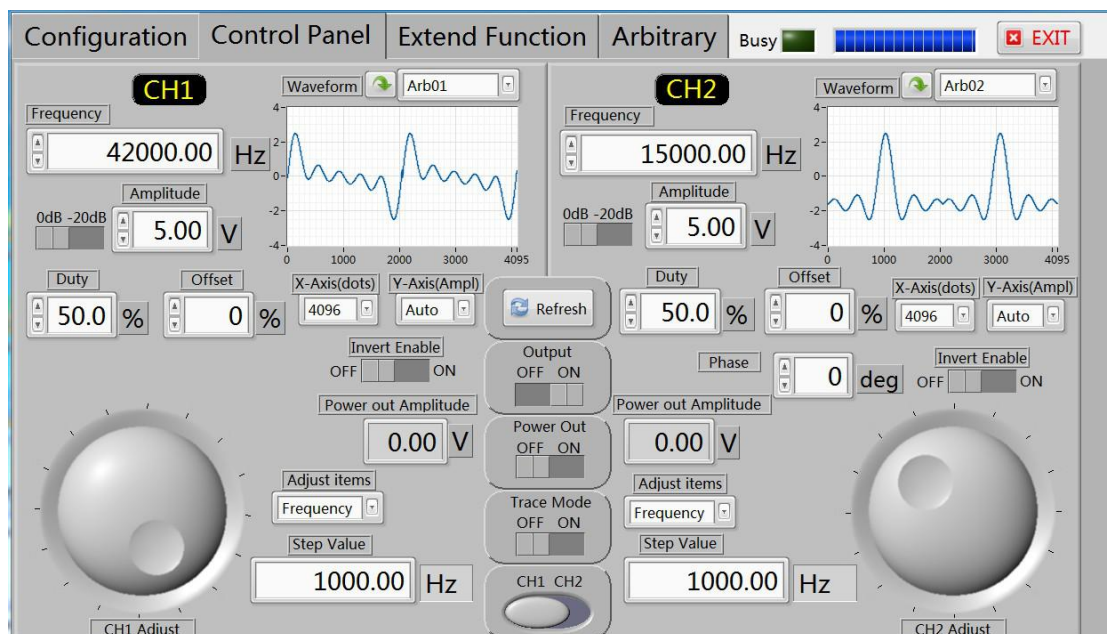 Configuration Control Panel Extend Function Arbitrary Busy EXIT
CH1
Waveform Arb01
Frequency
42000.00 Hz
4
2
0
-2
-4
0 1000 2000 3000 4095
Amplitude
0dB -20dB
5.00 V
Duty
50.0 %
Offset
0 %
X-Axis(dots)
4096
Y-Axis(Ampl)
Auto
Invert Enable
OFF ON
Power out Amplitude
0.00 V
Adjust items
Frequency
Step Value
1000.00 Hz
CH1 Adjust
Refresh
Output
OFF ON
Power Out
OFF ON
Trace Mode
OFF ON
CH1 CH2
CH2
Waveform Arb02
Frequency
15000.00 Hz
4
2
0
-2
-4
0 1000 2000 3000 4095
Amplitude
0dB -20dB
5.00 V
Duty
50.0 %
Offset
0 %
X-Axis(dots)
4096
Y-Axis(Ampl)
Auto
Phase
0 deg
Invert Enable
OFF ON
Power out Amplitude
0.00 V
Adjust items
Frequency
Step Value
1000.00 Hz
CH2 Adjust